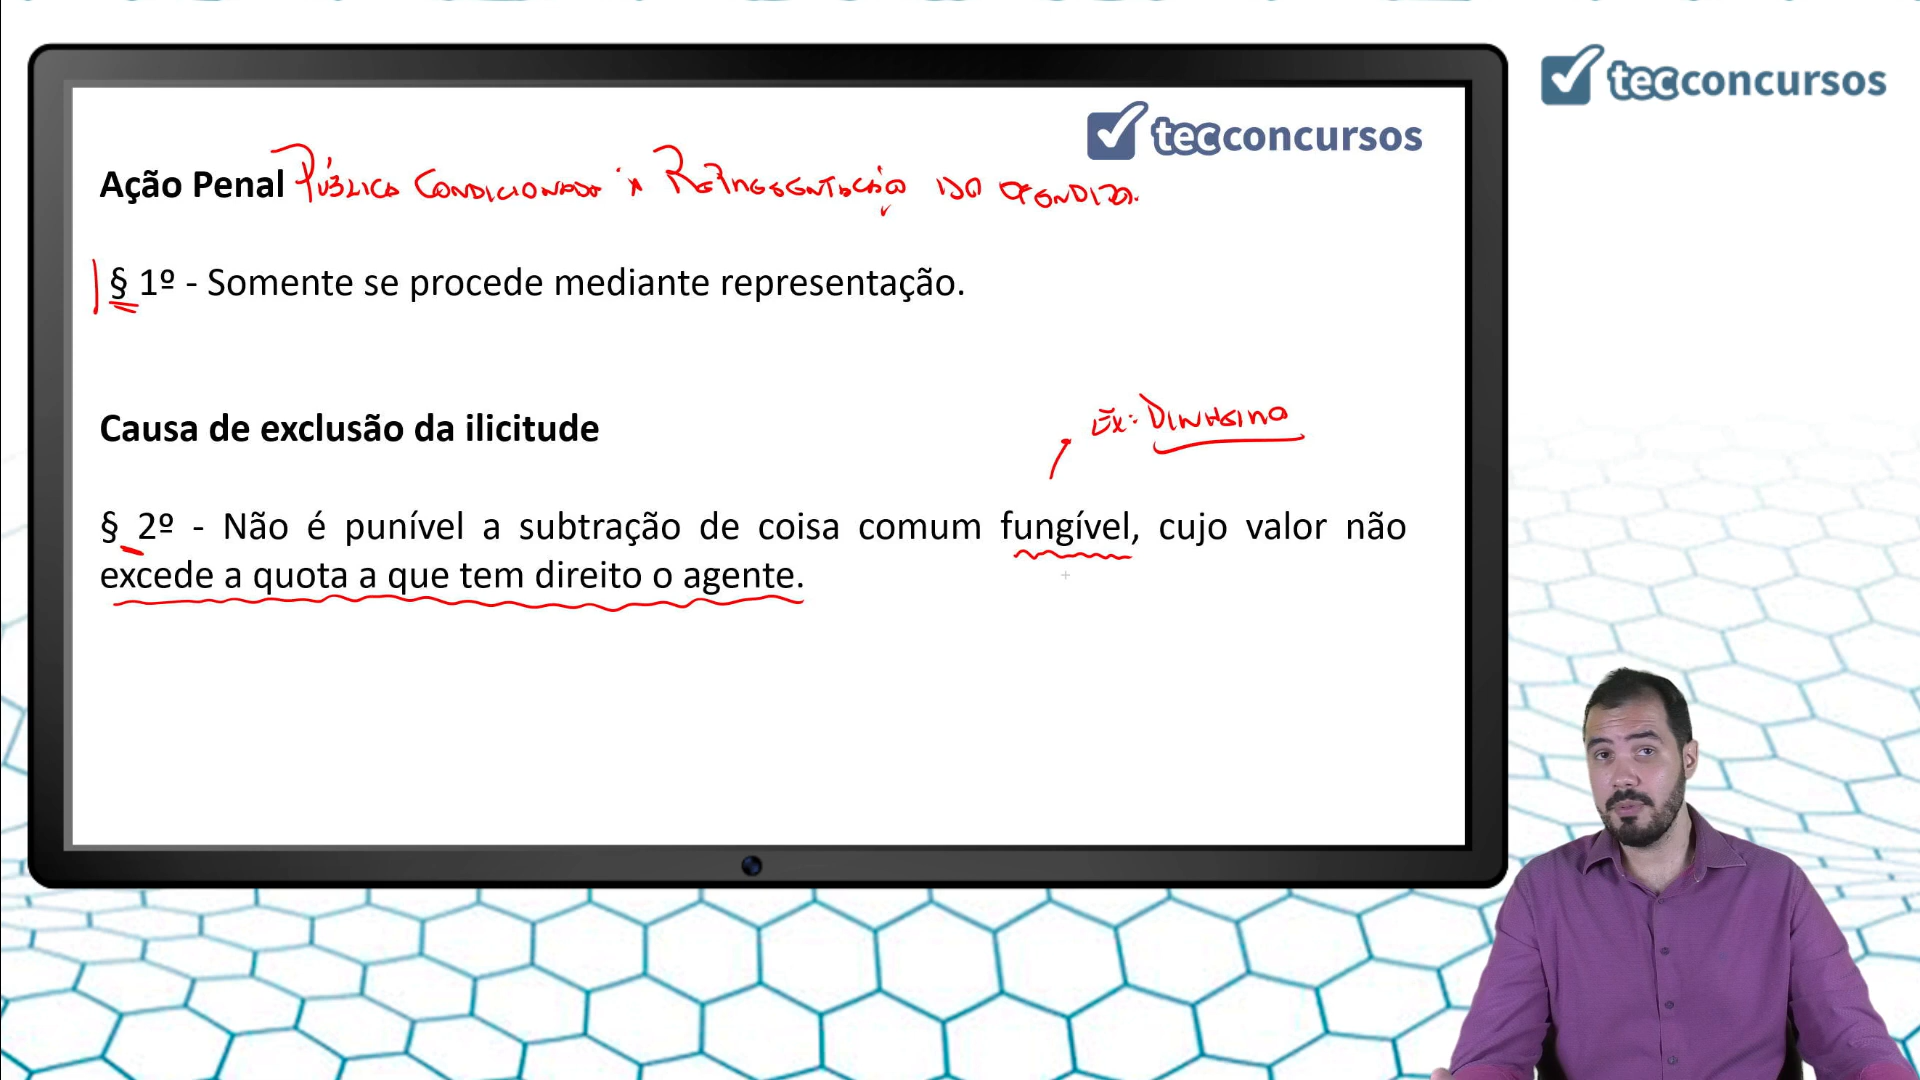 tecconcursos
tecconcursos
Ação Penal PÚBLICA CONDICIONADA À REPRESENTAÇÃO DO OFENDIDO.
§ 1º - Somente se procede mediante representação.
Ex: DINHEIRO
Causa de exclusão da ilicitude
§ 2º - Não é punível a subtração de coisa comum fungível, cujo valor não
excede a quota a que tem direito o agente.